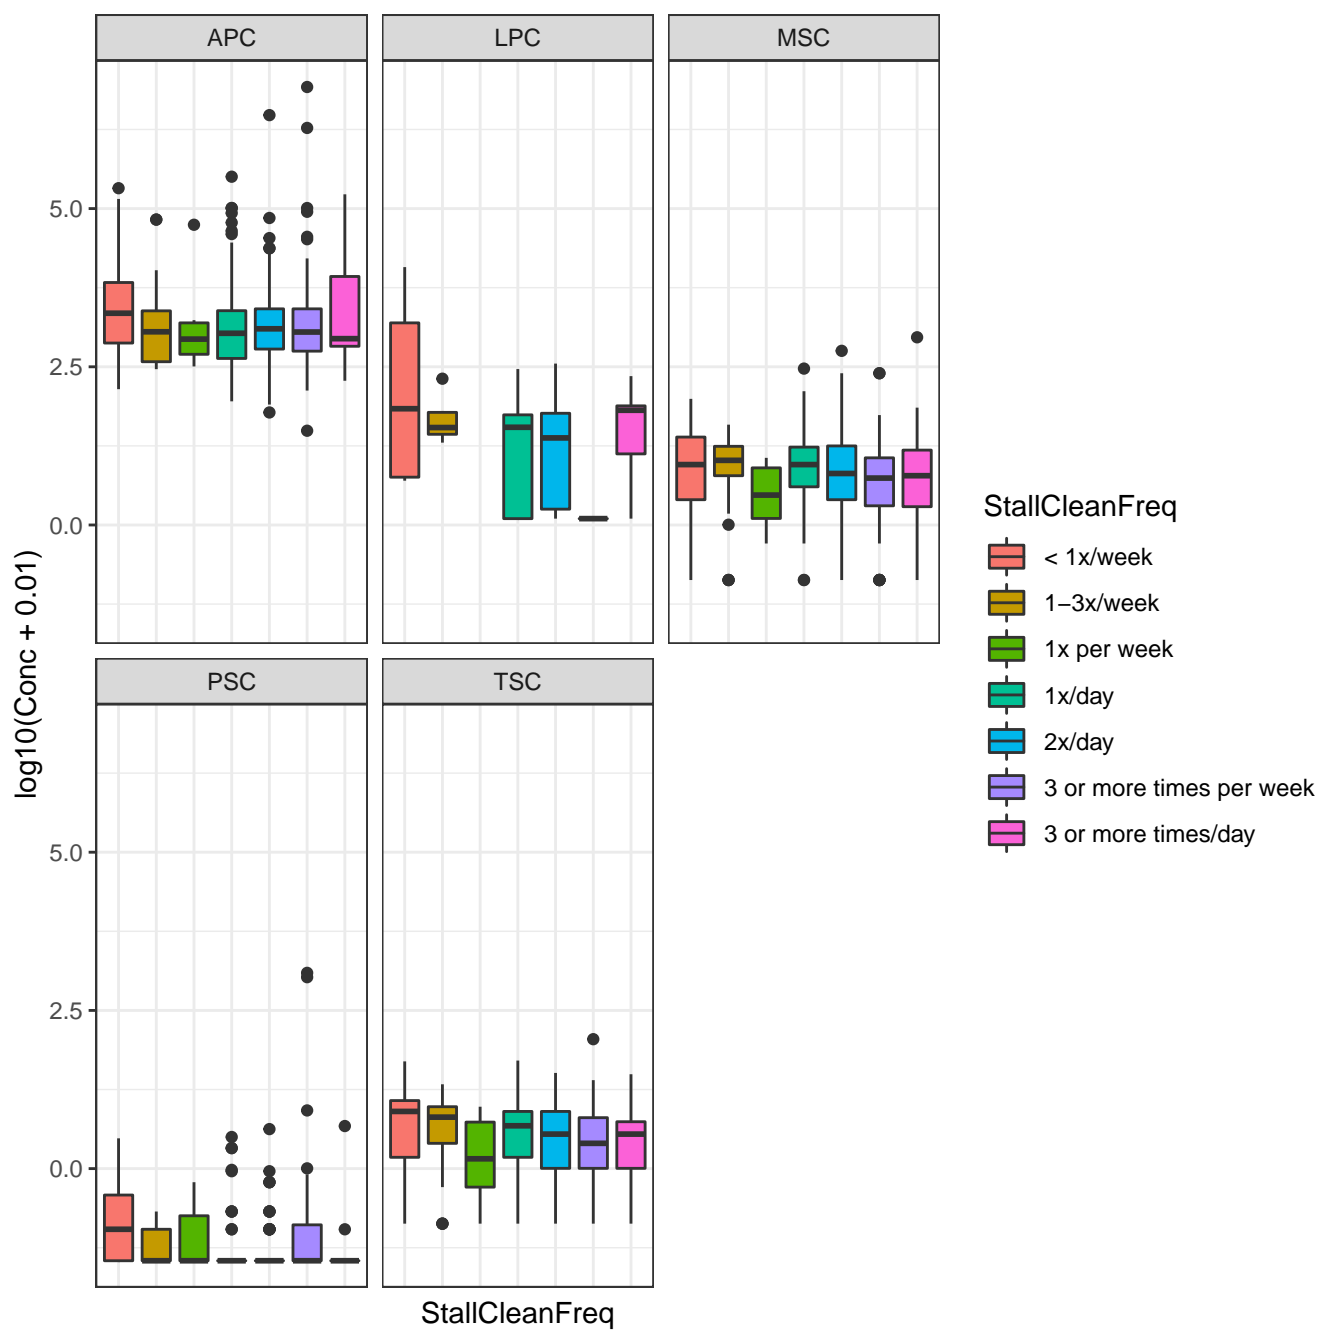 APC
LPC
MSC
5.0
2.5
0.0
PSC
TSC
5.0
2.5
0.0
log10(Conc + 0.01)
StallCleanFreq
StallCleanFreq
< 1x/week
1−3x/week
1x per week
1x/day
2x/day
3 or more times per week
3 or more times/day